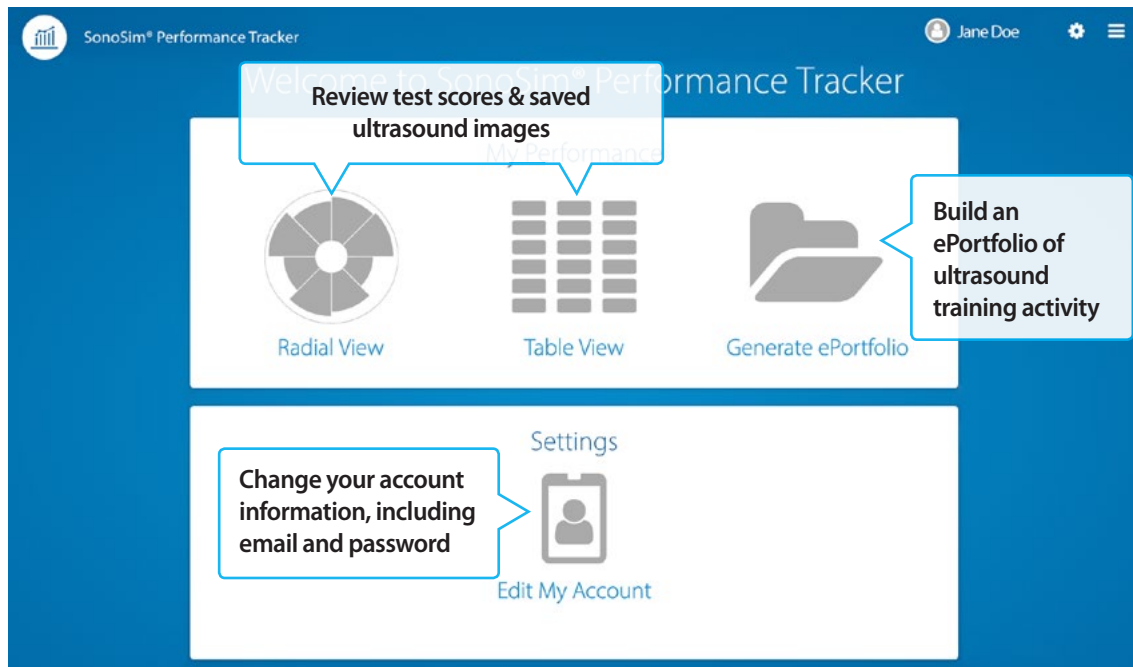 SonoSim® Performance Tracker
Jane Doe
Welcome to SonoSim® Performance Tracker
Review test scores & saved
ultrasound images
My Performance
Build an
ePortfolio of
ultrasound
training activity
Radial View
Table View
Generate ePortfolio
Settings
Change your account
information, including
email and password
Edit My Account